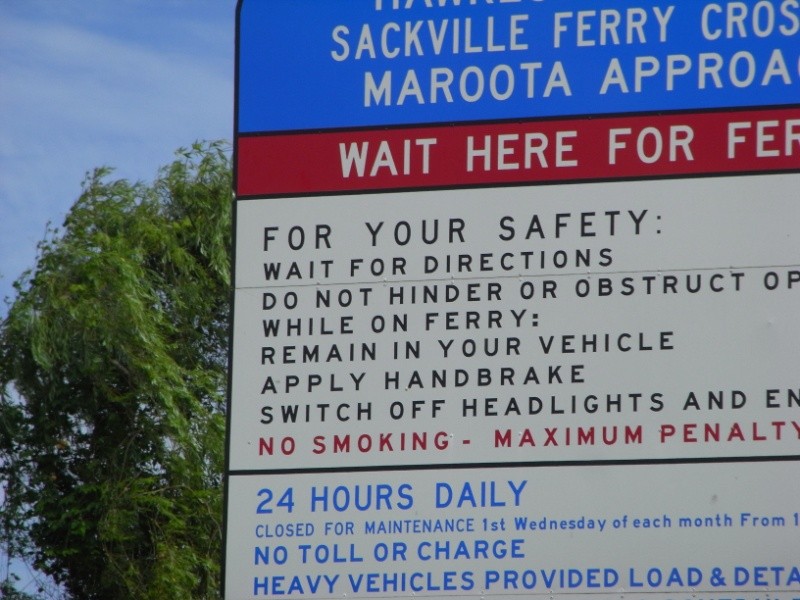 SACKVILLE FERRY CROS
MAROOTA APPROA
WAIT HERE FOR FER
FOR YOUR SAFETY:
WAIT FOR DIRECTIONS
DO NOT HINDER OR OBSTRUCT OP
WHILE ON FERRY:
REMAIN IN YOUR VEHICLE
APPLY HANDBRAKE
SWITCH OFF HEADLIGHTS AND EN
NO SMOKING - MAXIMUM PENALTY
24 HOURS DAILY
CLOSED FOR MAINTENANCE 1st Wednesday of each month From 1
NO TOLL OR CHARGE
HEAVY VEHICLES PROVIDED LOAD & DETA